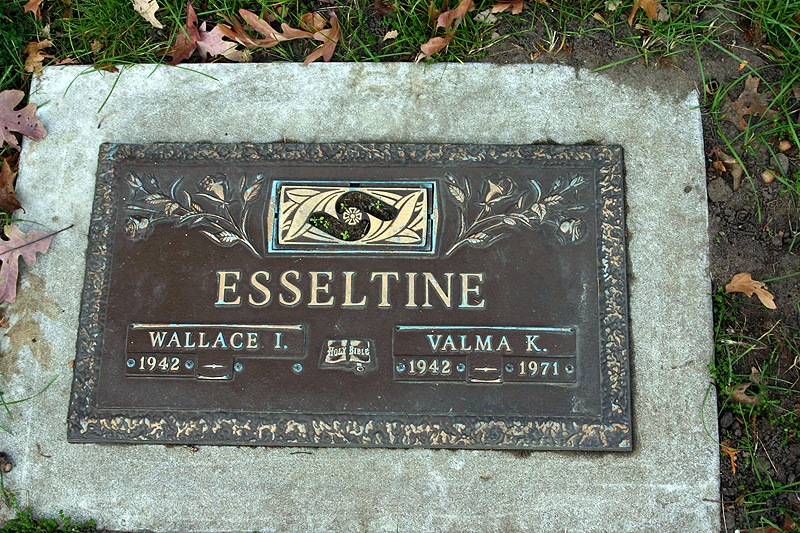 ESSELTINE
WALLACE I. VALMA K.
HOLY BIBLE
1942 1942 1971